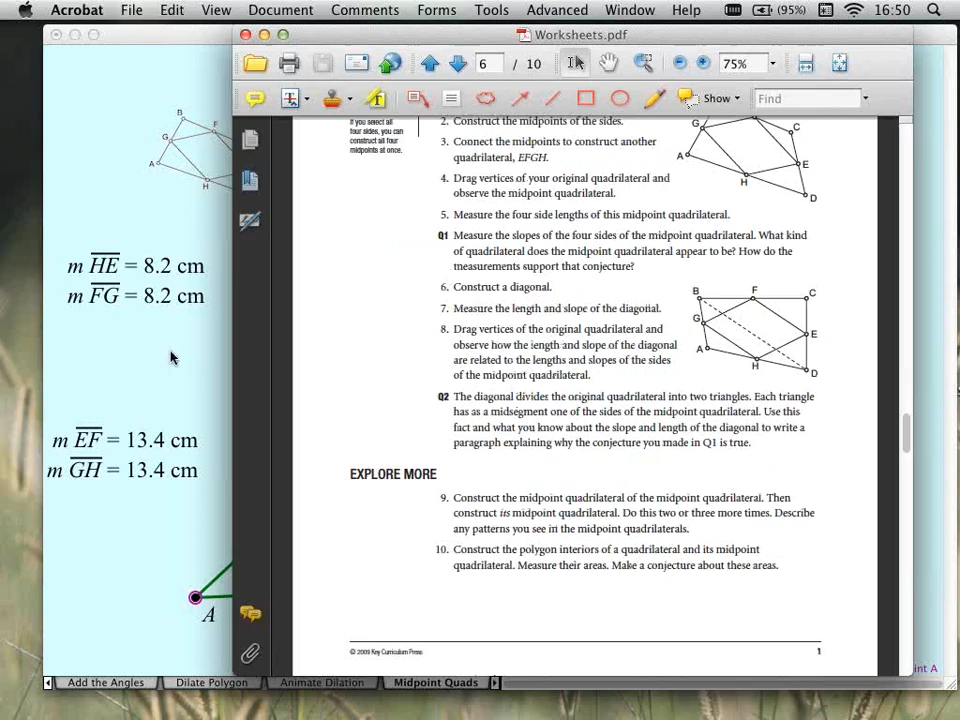 Acrobat File Edit View Document Comments Forms Tools Advanced Window Help (95%) 16:50
Worksheets.pdf
6 / 10 75%
Show Find
If you select all
four sides, you can
construct all four
midpoints at once.
2. Construct the midpoints of the sides.
3. Connect the midpoints to construct another
quadrilateral, EFGH.
4. Drag vertices of your original quadrilateral and
observe the midpoint quadrilateral.
5. Measure the four side lengths of this midpoint quadrilateral.
Q1 Measure the slopes of the four sides of the midpoint quadrilateral. What kind
of quadrilateral does the midpoint quadrilateral appear to be? How do the
measurements support that conjecture?
6. Construct a diagonal.
7. Measure the length and slope of the diagonal.
8. Drag vertices of the original quadrilateral and
observe how the length and slope of the diagonal
are related to the lengths and slopes of the sides
of the midpoint quadrilateral.
Q2 The diagonal divides the original quadrilateral into two triangles. Each triangle
has as a midsegment one of the sides of the midpoint quadrilateral. Use this
fact and what you know about the slope and length of the diagonal to write a
paragraph explaining why the conjecture you made in Q1 is true.
EXPLORE MORE
9. Construct the midpoint quadrilateral of the midpoint quadrilateral. Then
construct its midpoint quadrilateral. Do this two or three more times. Describe
any patterns you see in the midpoint quadrilaterals.
10. Construct the polygon interiors of a quadrilateral and its midpoint
quadrilateral. Measure their areas. Make a conjecture about these areas.
© 2009 Key Curriculum Press 1
G C
A E
H D
B F C
G E
A H D
B
F
G
A
H
m HE = 8.2 cm
m FG = 8.2 cm
m EF = 13.4 cm
m GH = 13.4 cm
A
int A
Add the Angles Dilate Polygon Animate Dilation Midpoint Quads